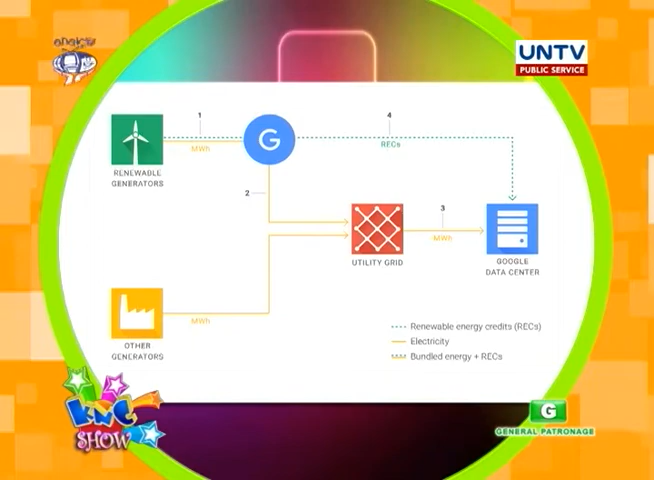 UNTV
PUBLIC SERVICE
1
4
G
MWh
RECs
RENEWABLE
GENERATORS
2
3
MWh
UTILITY GRID
GOOGLE
DATA CENTER
MWh
OTHER
GENERATORS
Renewable energy credits (RECs)
Electricity
Bundled energy + RECs
KNC
SHOW
G
GENERAL PATRONAGE